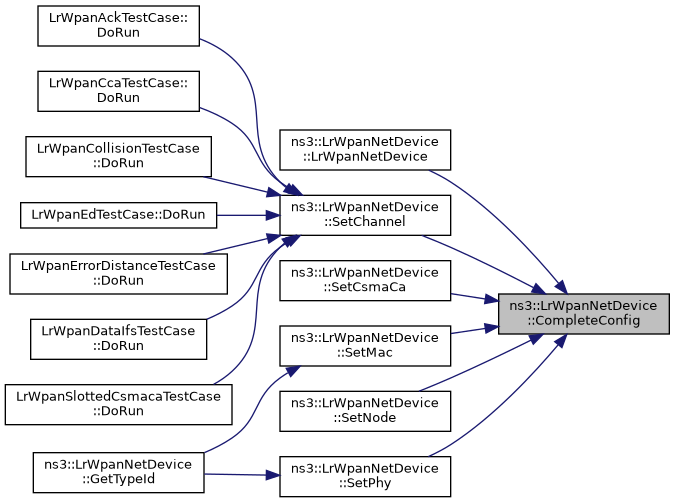 LrWpanAckTestCase::
DoRun
LrWpanCcaTestCase::
DoRun
LrWpanCollisionTestCase
::DoRun
LrWpanEdTestCase::DoRun
LrWpanErrorDistanceTestCase
::DoRun
LrWpanDataIfsTestCase
::DoRun
LrWpanSlottedCsmacaTestCase
::DoRun
ns3::LrWpanNetDevice
::GetTypeId
ns3::LrWpanNetDevice
::LrWpanNetDevice
ns3::LrWpanNetDevice
::SetChannel
ns3::LrWpanNetDevice
::SetCsmaCa
ns3::LrWpanNetDevice
::SetMac
ns3::LrWpanNetDevice
::SetNode
ns3::LrWpanNetDevice
::SetPhy
ns3::LrWpanNetDevice
::CompleteConfig